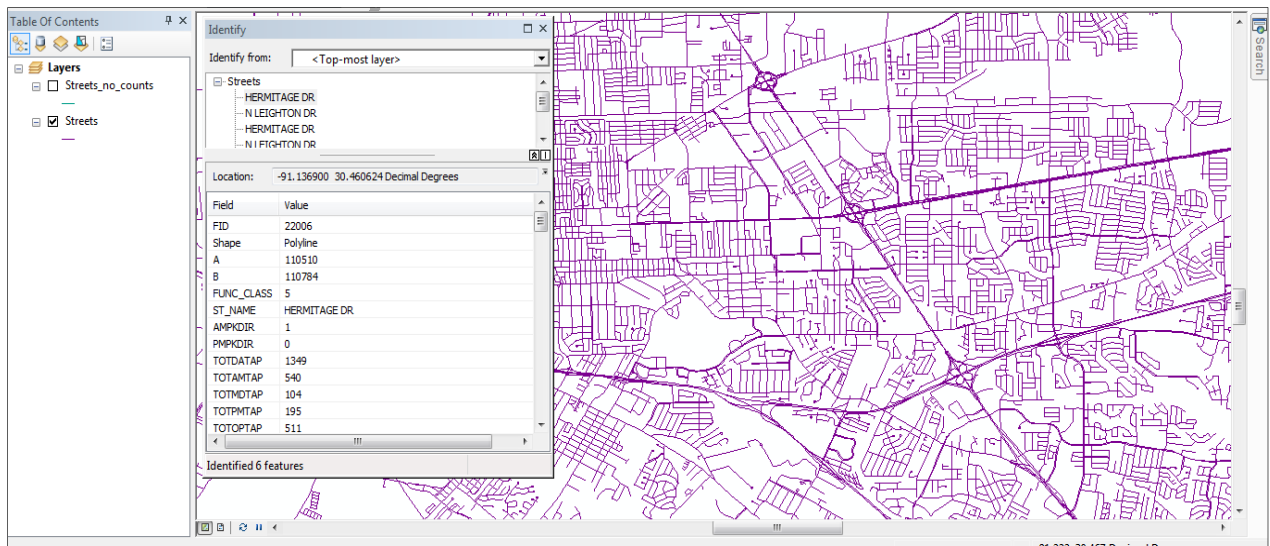 Table Of Contents
Layers
Streets_no_counts
Streets
Identify
Identify from: <Top-most layer>
Streets
HERMITAGE DR
N LEIGHTON DR
HERMITAGE DR
N LEIGHTON DR
Location: -91.136900 30.460624 Decimal Degrees
Field Value
FID 22006
Shape Polyline
A 110510
B 110784
FUNC_CLASS 5
ST_NAME HERMITAGE DR
AMPKDIR 1
PMPKDIR 0
TOTDATAP 1349
TOTAMTAP 540
TOTMDTAP 104
TOTPMTAP 195
TOTOPTAP 511
Identified 6 features
Search